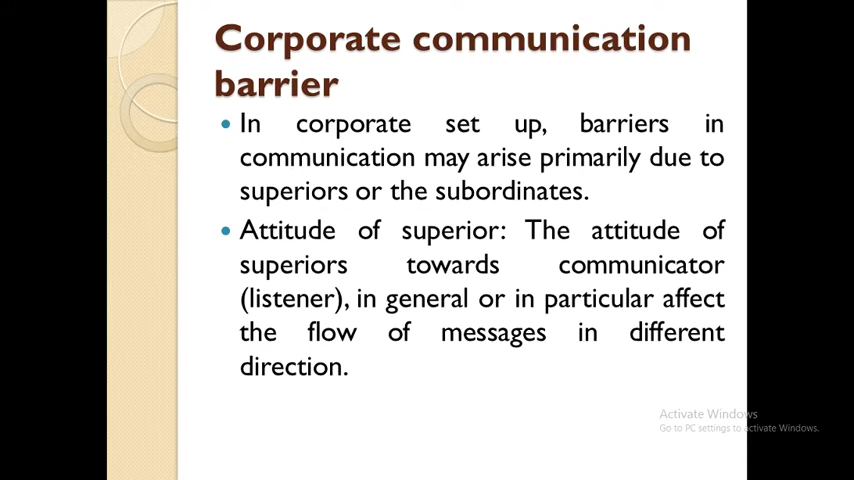 Corporate communication
barrier
• In corporate set up, barriers in
communication may arise primarily due to
superiors or the subordinates.
• Attitude of superior: The attitude of
superiors towards communicator
(listener), in general or in particular affect
the flow of messages in different
direction.
Activate Windows
Go to PC settings to activate Windows.